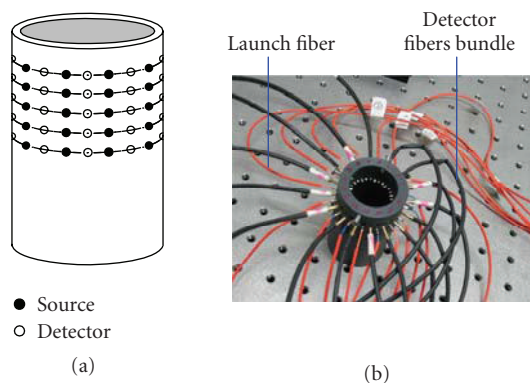 Launch fiber
Detector
fibers bundle
Source
Detector
(a)
(b)